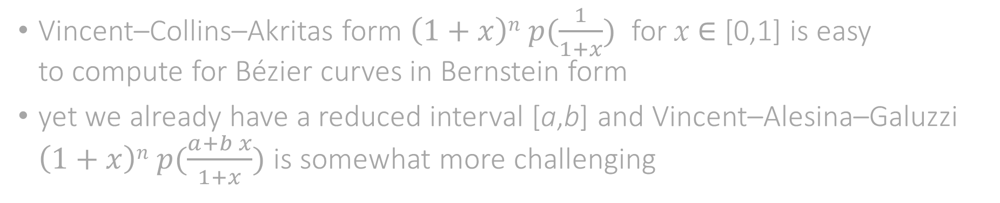 • Vincent–Collins–Akritas form (1 + x)ⁿ p(1/(1+x)) for x ∈ [0,1] is easy
to compute for Bézier curves in Bernstein form
• yet we already have a reduced interval [a,b] and Vincent–Alesina–Galuzzi
(1 + x)ⁿ p((a+b x)/(1+x)) is somewhat more challenging